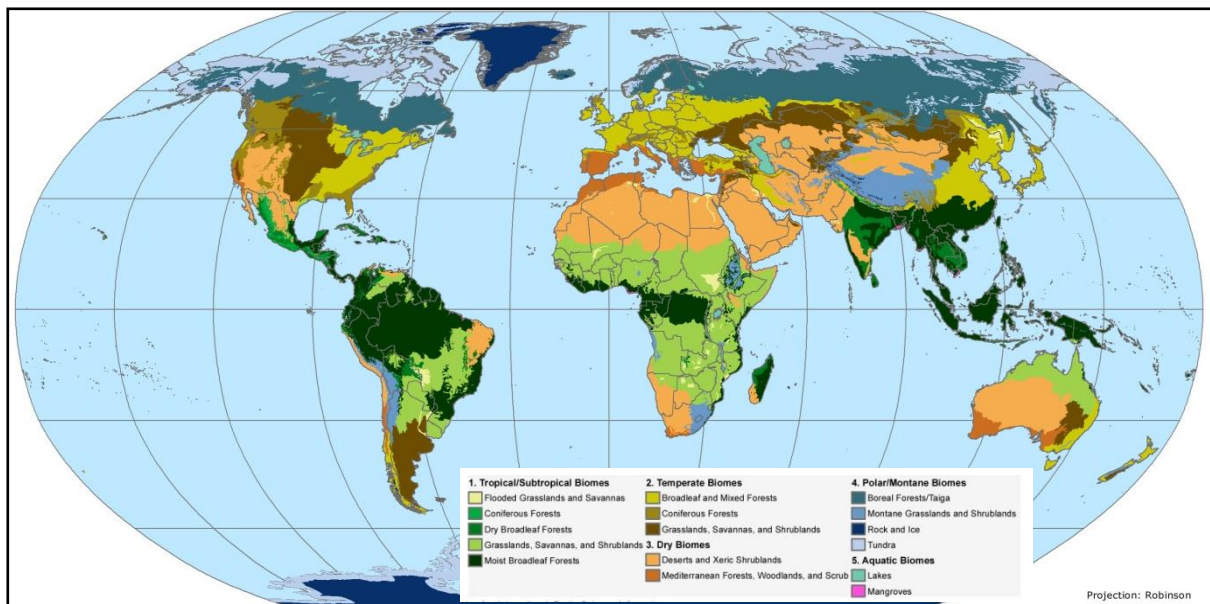 1. Tropical/Subtropical Biomes
Flooded Grasslands and Savannas
Coniferous Forests
Dry Broadleaf Forests
Grasslands, Savannas, and Shrublands
Moist Broadleaf Forests
2. Temperate Biomes
Broadleaf and Mixed Forests
Coniferous Forests
Grasslands, Savannas, and Shrublands
3. Dry Biomes
Deserts and Xeric Shrublands
Mediterranean Forests, Woodlands, and Scrub
4. Polar/Montane Biomes
Boreal Forests/Taiga
Montane Grasslands and Shrublands
Rock and Ice
Tundra
5. Aquatic Biomes
Lakes
Mangroves
Projection: Robinson